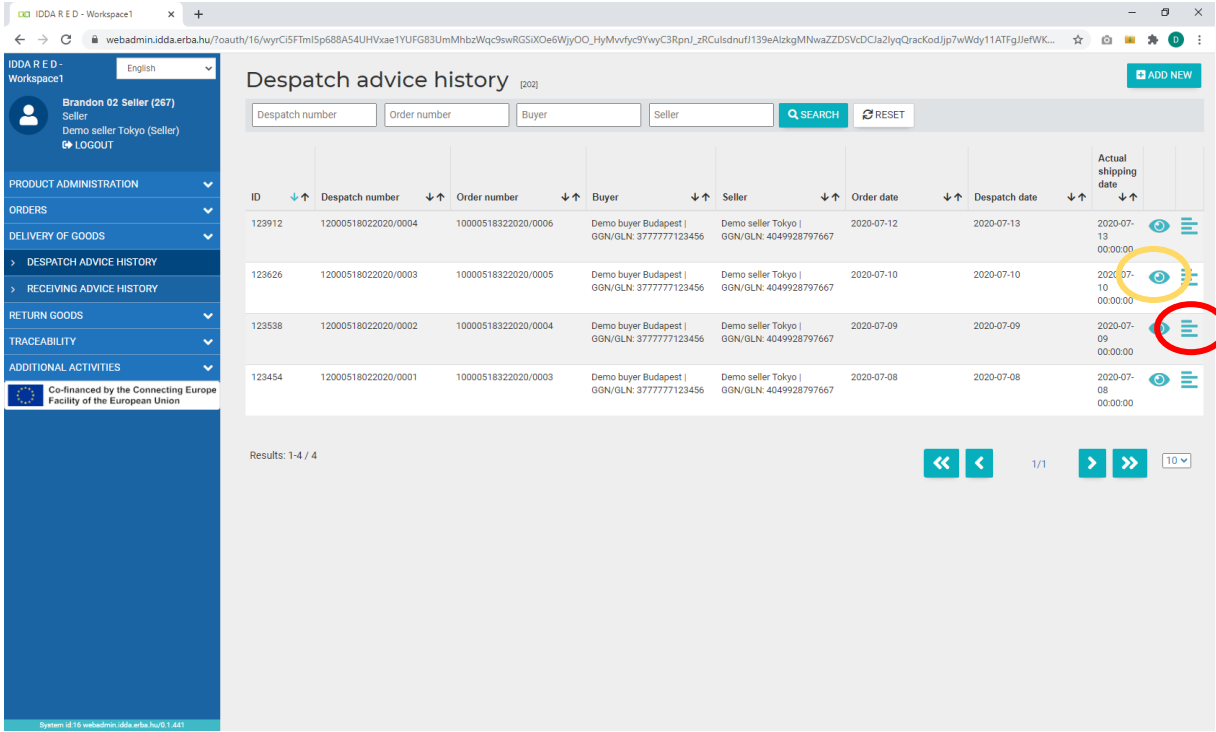 IDDA R E D - Workspace1
webadmin.idda.erba.hu/?oauth/16/wyrCi5FTmI5p688A54UHVxae1YUFG83UmMhbzWqc9swRGSiXOe6WjyOO_HyMvvfyc9YwyC3RpnJ_zRCulsdnufJ139eAlzkgMNwaZZDSVcDCJa2lyqQracKodJjp7wWdy11ATFgJJefWK...
D
IDDA R E D -
Workspace1
English
Brandon 02 Seller (267)
Seller
Demo seller Tokyo (Seller)
LOGOUT
PRODUCT ADMINISTRATION
ORDERS
DELIVERY OF GOODS
> DESPATCH ADVICE HISTORY
> RECEIVING ADVICE HISTORY
RETURN GOODS
TRACEABILITY
ADDITIONAL ACTIVITIES
Co-financed by the Connecting Europe
Facility of the European Union
System id:16 webadmin.idda.erba.hu/0.1.441
Despatch advice history [202]
ADD NEW
Despatch number Order number Buyer Seller SEARCH RESET
ID Despatch number Order number Buyer Seller Order date Despatch date Actual shipping date
123912 12000518022020/0004 10000518322020/0006 Demo buyer Budapest | Demo seller Tokyo | 2020-07-12 2020-07-13 2020-07-
GGN/GLN: 3777777123456 GGN/GLN: 4049928797667 13
00:00:00
123626 12000518022020/0003 10000518322020/0005 Demo buyer Budapest | Demo seller Tokyo | 2020-07-10 2020-07-10 2020-07-
GGN/GLN: 3777777123456 GGN/GLN: 4049928797667 10
00:00:00
123538 12000518022020/0002 10000518322020/0004 Demo buyer Budapest | Demo seller Tokyo | 2020-07-09 2020-07-09 2020-07-
GGN/GLN: 3777777123456 GGN/GLN: 4049928797667 09
00:00:00
123454 12000518022020/0001 10000518322020/0003 Demo buyer Budapest | Demo seller Tokyo | 2020-07-08 2020-07-08 2020-07-
GGN/GLN: 3777777123456 GGN/GLN: 4049928797667 08
00:00:00
Results: 1-4 / 4
1/1
10